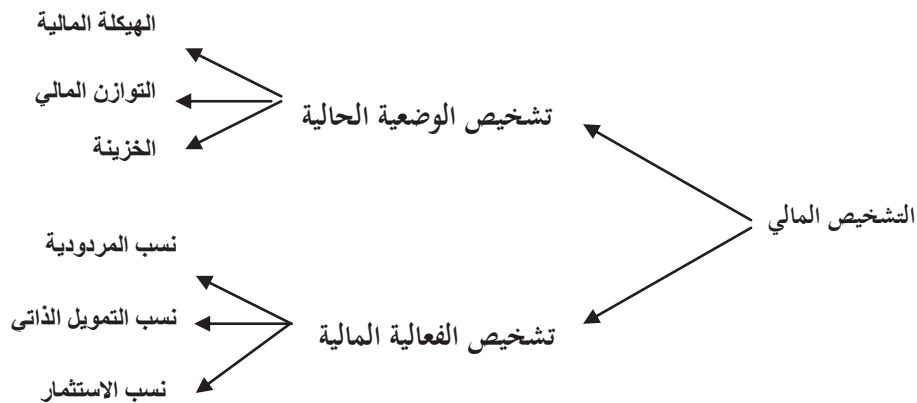 التشخيص المالي
تشخيص الوضعية الحالية
الهيكلة المالية
التوازن المالي
الخزينة
تشخيص الفعالية المالية
نسب المردودية
نسب التمويل الذاتي
نسب الاستثمار